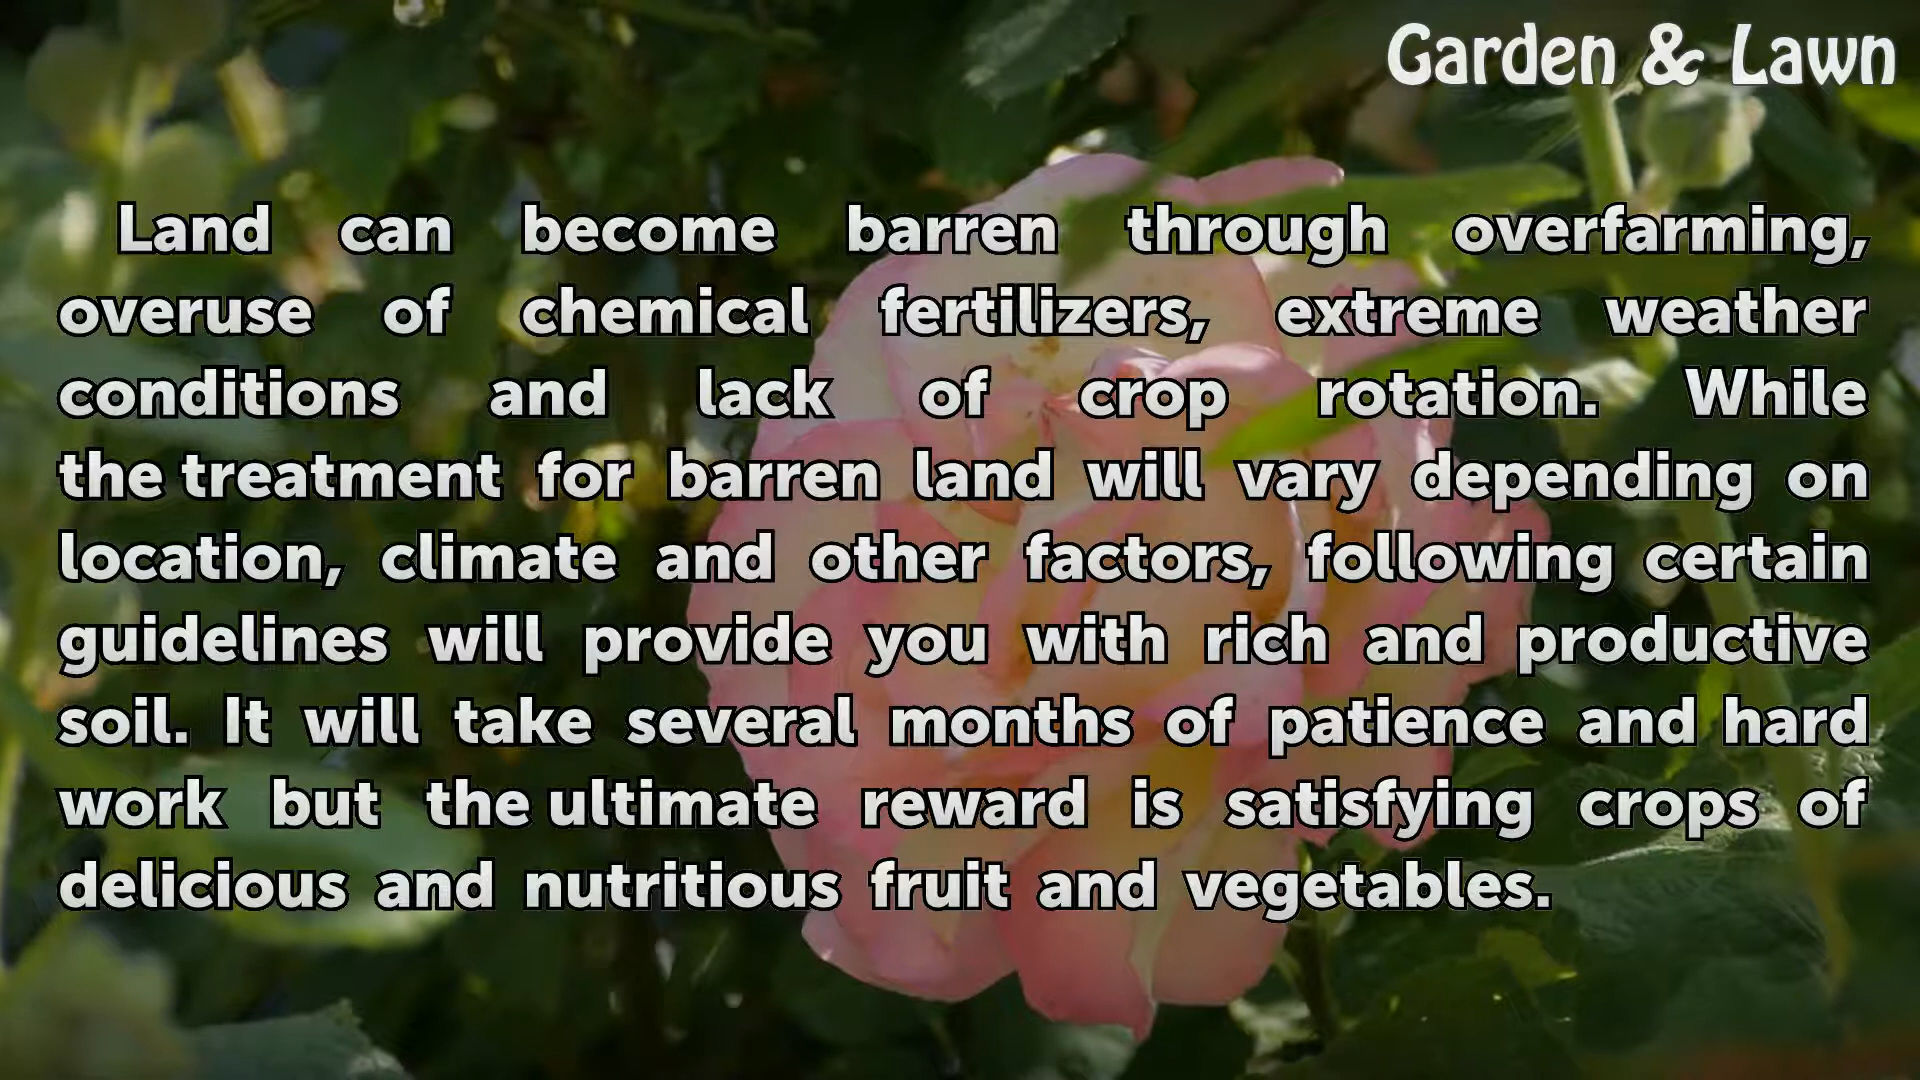 Garden & Lawn
Land can become barren through overfarming,
overuse of chemical fertilizers, extreme weather
conditions and lack of crop rotation. While
the treatment for barren land will vary depending on
location, climate and other factors, following certain
guidelines will provide you with rich and productive
soil. It will take several months of patience and hard
work but the ultimate reward is satisfying crops of
delicious and nutritious fruit and vegetables.